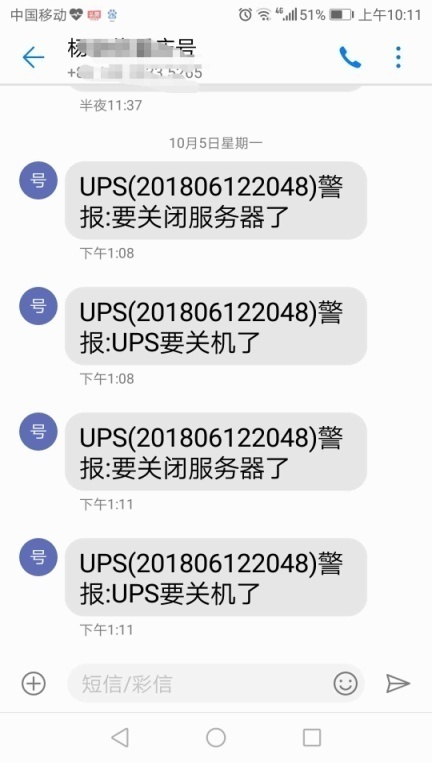 中国移动 51% 上午10:11
杨 号
5265
半夜11:37
10月5日星期一
号
UPS(201806122048)警
报:要关闭服务器了
下午1:08
号
UPS(201806122048)警
报:UPS要关机了
下午1:08
号
UPS(201806122048)警
报:要关闭服务器了
下午1:11
号
UPS(201806122048)警
报:UPS要关机了
下午1:11
短信/彩信